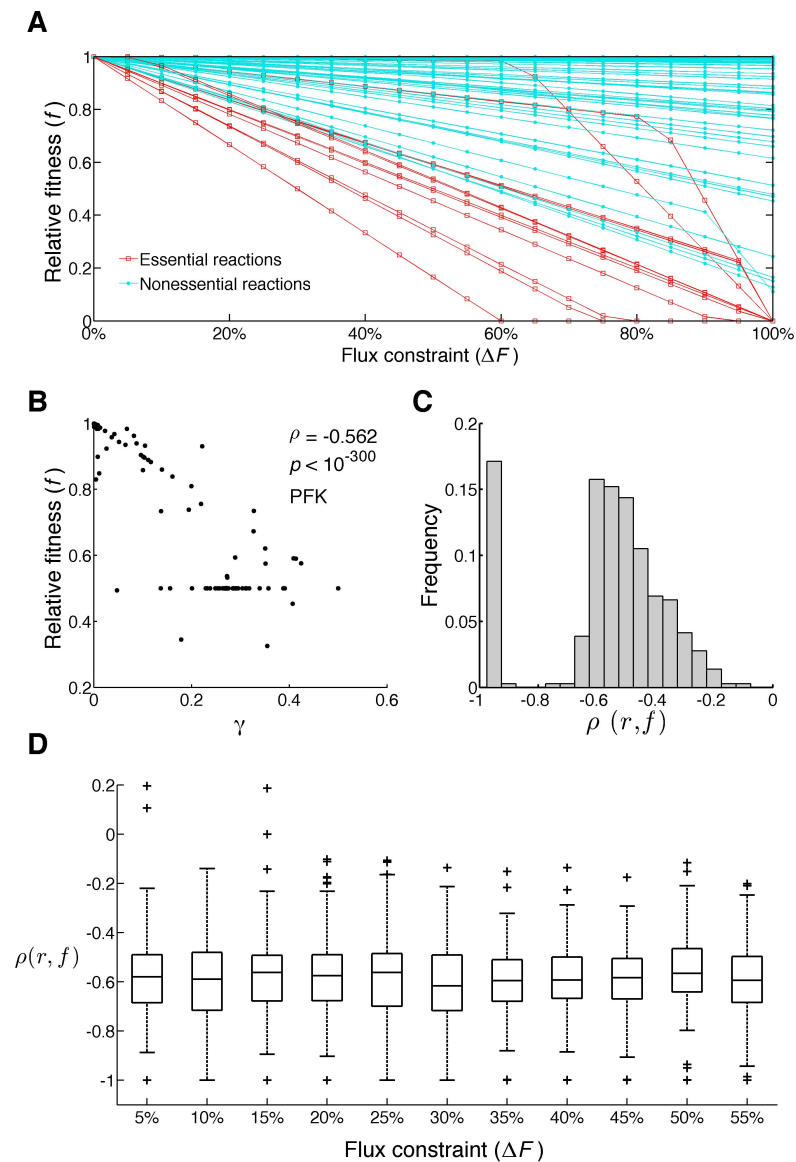 A
Relative fitness (f)
1
0.8
0.6
0.4
0.2
0
Essential reactions
Nonessential reactions
0% 20% 40% 60% 80% 100%
Flux constraint (ΔF)
B
Relative fitness (f)
1
0.8
0.6
0.4
0.2
ρ = -0.562
p < 10^-300
PFK
0 0.2 0.4 0.6
γ
C
Frequency
0.2
0.15
0.1
0.05
0
-1 -0.8 -0.6 -0.4 -0.2 0
ρ (r,f)
D
ρ(r, f)
0.2
0
-0.2
-0.4
-0.6
-0.8
-1
5% 10% 15% 20% 25% 30% 35% 40% 45% 50% 55%
Flux constraint (ΔF)